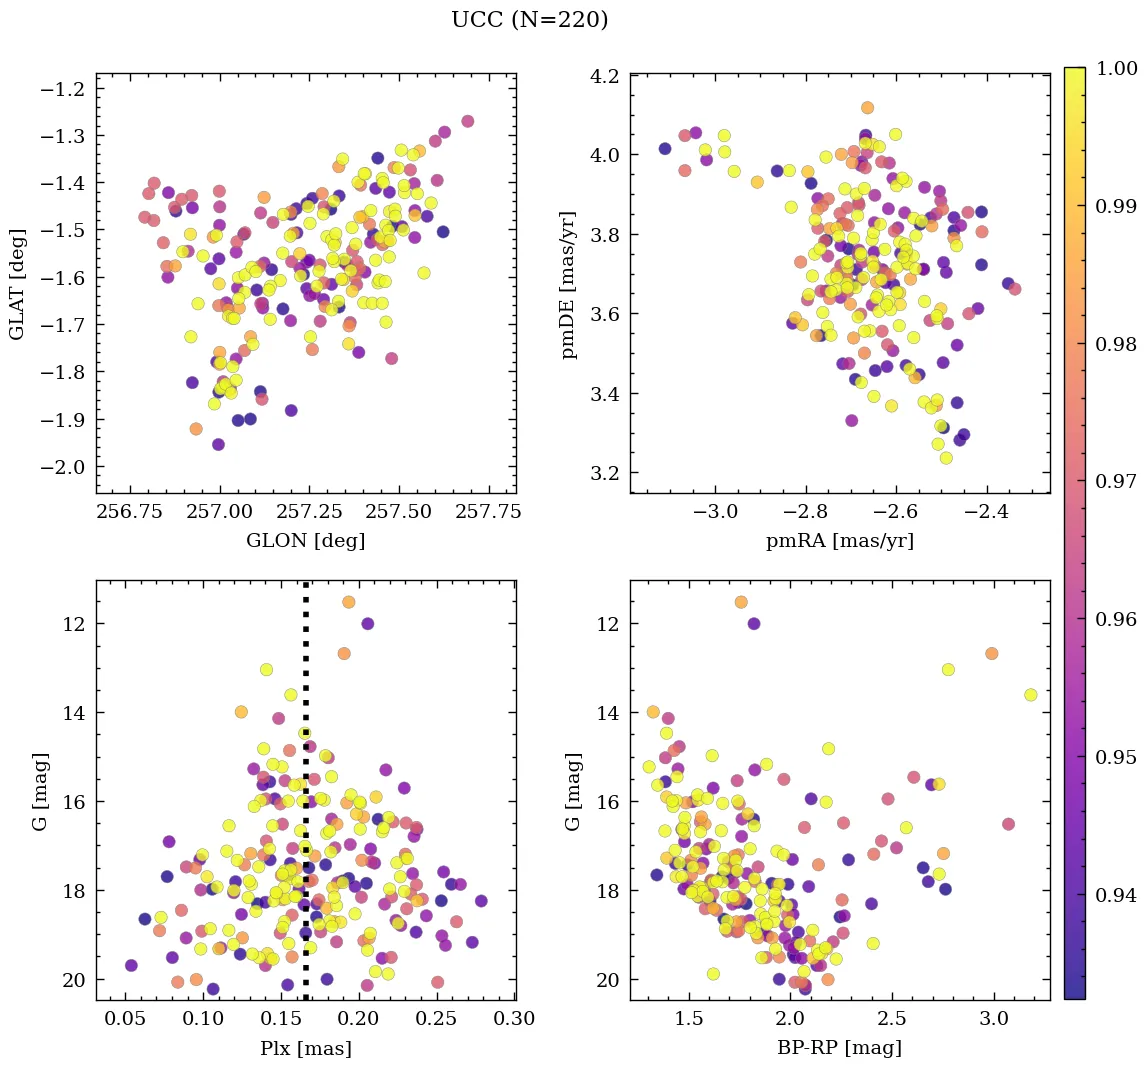 UCC (N=220)
−1.2
−1.3
−1.4
−1.5
−1.6
−1.7
−1.8
−1.9
−2.0
GLAT [deg]
256.75 257.00 257.25 257.50 257.75
GLON [deg]
4.2
4.0
3.8
3.6
3.4
3.2
pmDE [mas/yr]
−3.0 −2.8 −2.6 −2.4
pmRA [mas/yr]
1.00
0.99
0.98
0.97
0.96
0.95
0.94
12
14
16
18
20
G [mag]
0.05 0.10 0.15 0.20 0.25 0.30
Plx [mas]
12
14
16
18
20
G [mag]
1.5 2.0 2.5 3.0
BP-RP [mag]